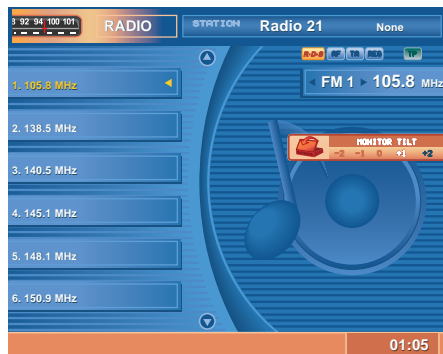 92 94 100 101
RADIO
STATION
Radio 21
None
R·D·S AF TA REG TP
FM 1
105.8 MHz
MONITOR TILT
-2 -1 0 +1 +2
1. 105.8 MHz
2. 138.5 MHz
3. 140.5 MHz
4. 145.1 MHz
5. 148.1 MHz
6. 150.9 MHz
01:05